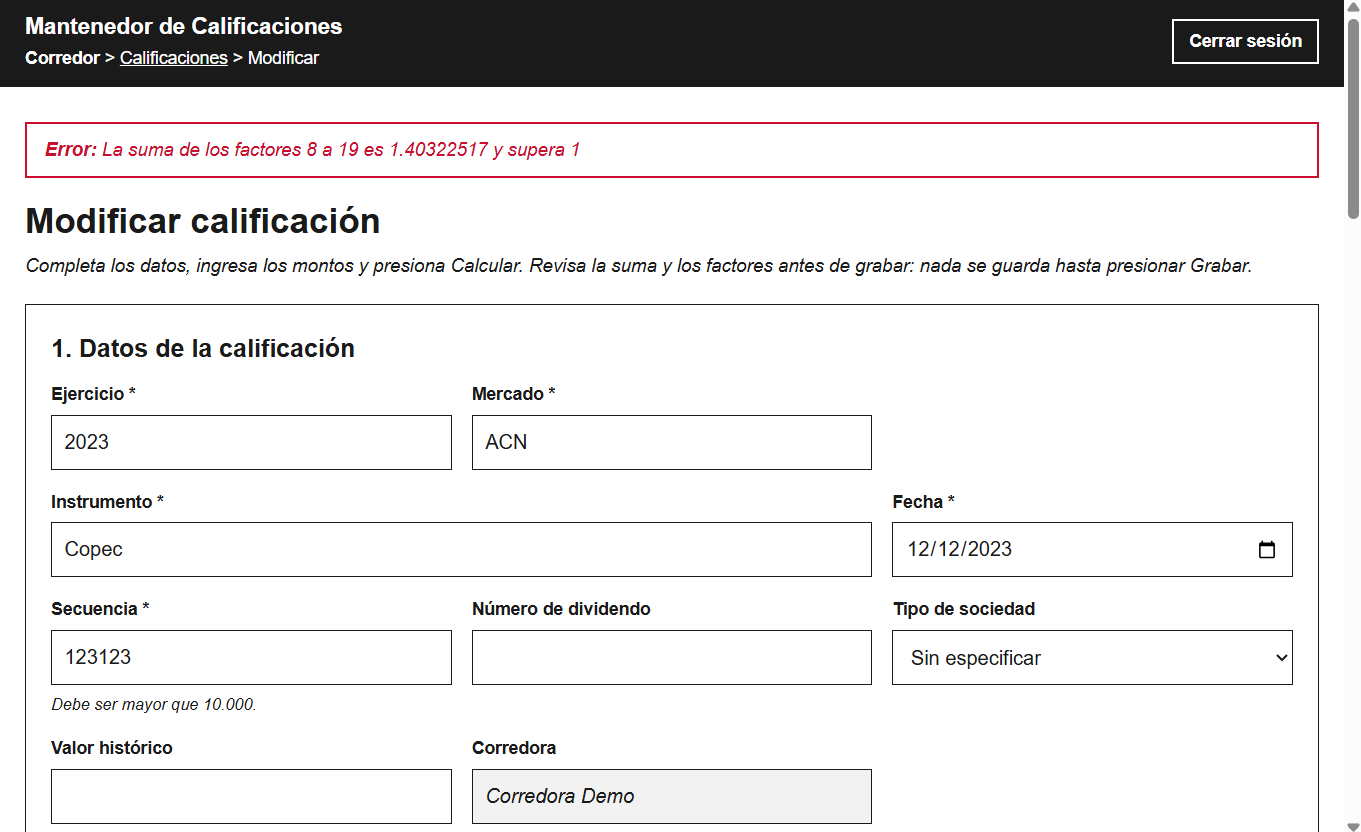 Mantenedor de Calificaciones
Corredor > Calificaciones > Modificar
Cerrar sesión
Error: La suma de los factores 8 a 19 es 1.40322517 y supera 1
Modificar calificación
Completa los datos, ingresa los montos y presiona Calcular. Revisa la suma y los factores antes de grabar: nada se guarda hasta presionar Grabar.
1. Datos de la calificación
Ejercicio * Mercado *
2023 ACN
Instrumento * Fecha *
Copec 12/12/2023
Secuencia * Número de dividendo Tipo de sociedad
123123 Sin especificar
Debe ser mayor que 10.000.
Valor histórico Corredora
Corredora Demo